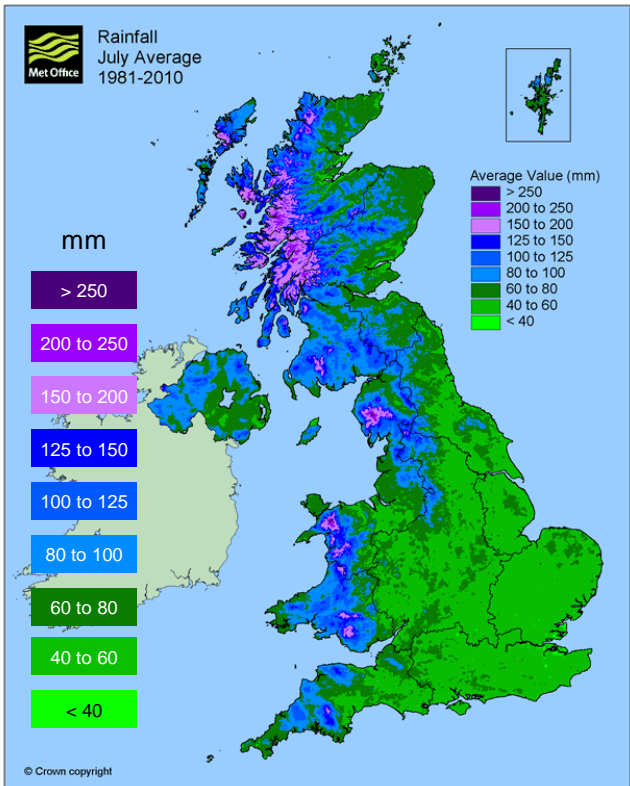 Met Office
Rainfall
July Average
1981-2010
Average Value (mm)
> 250
200 to 250
150 to 200
125 to 150
100 to 125
80 to 100
60 to 80
40 to 60
< 40
mm
> 250
200 to 250
150 to 200
125 to 150
100 to 125
80 to 100
60 to 80
40 to 60
< 40
© Crown copyright